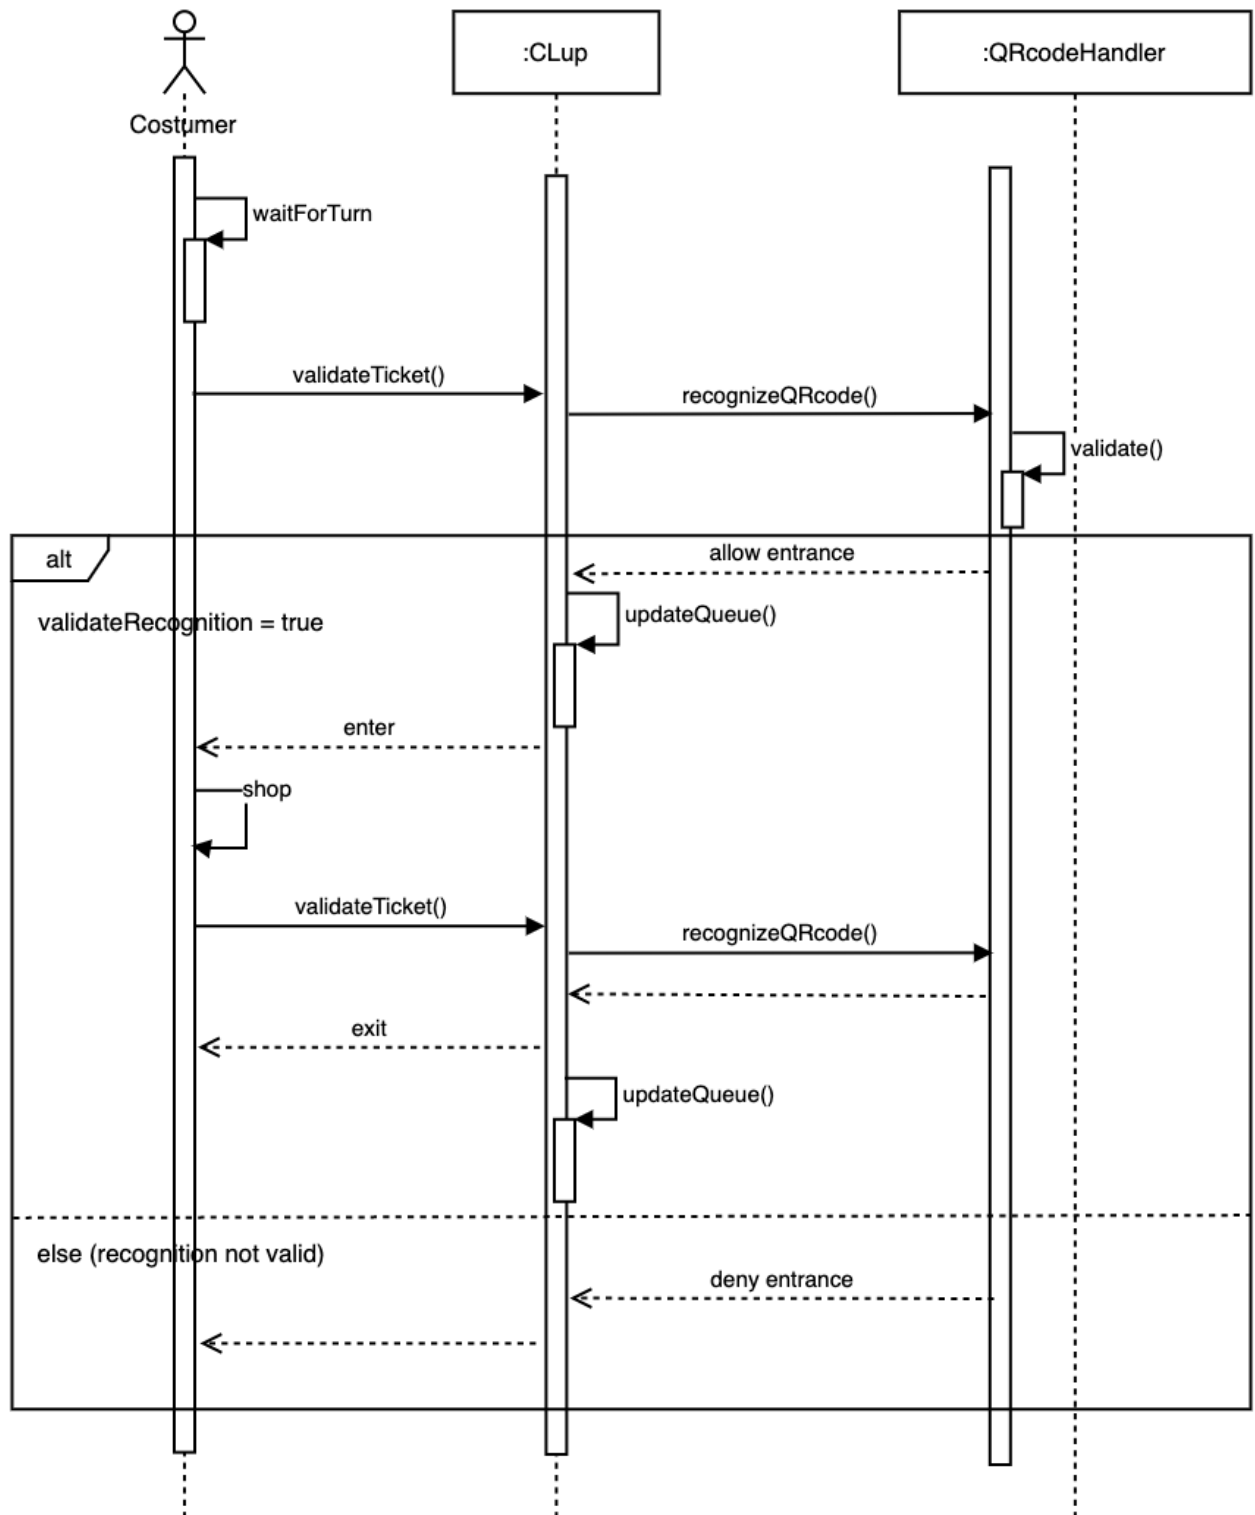 :CLup
:QRcodeHandler
Costumer
waitForTurn
validateTicket()
recognizeQRcode()
validate()
alt
allow entrance
validateRecognition = true
updateQueue()
enter
shop
validateTicket()
recognizeQRcode()
exit
updateQueue()
else (recognition not valid)
deny entrance